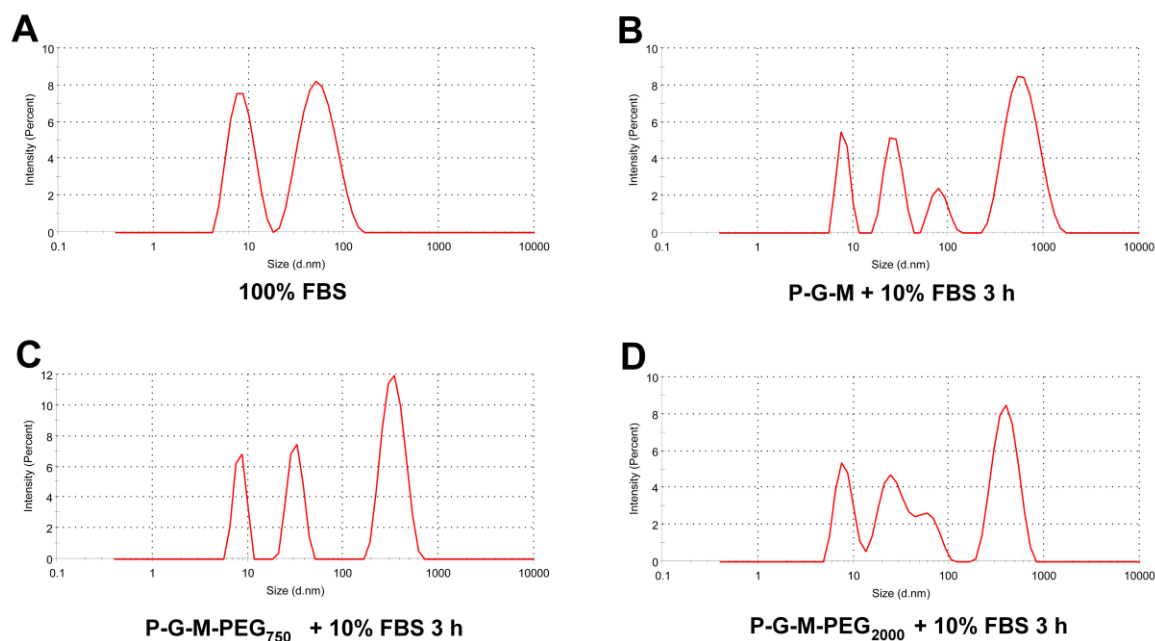 A
10
8
6
4
2
0
Intensity (Percent)
0.1 1 10 100 1000 10000
Size (d.nm)
100% FBS
B
10
8
6
4
2
0
Intensity (Percent)
0.1 1 10 100 1000 10000
Size (d.nm)
P-G-M + 10% FBS 3 h
C
12
10
8
6
4
2
0
Intensity (Percent)
0.1 1 10 100 1000 10000
Size (d.nm)
P-G-M-PEG750 + 10% FBS 3 h
D
10
8
6
4
2
0
Intensity (Percent)
0.1 1 10 100 1000 10000
Size (d.nm)
P-G-M-PEG2000 + 10% FBS 3 h